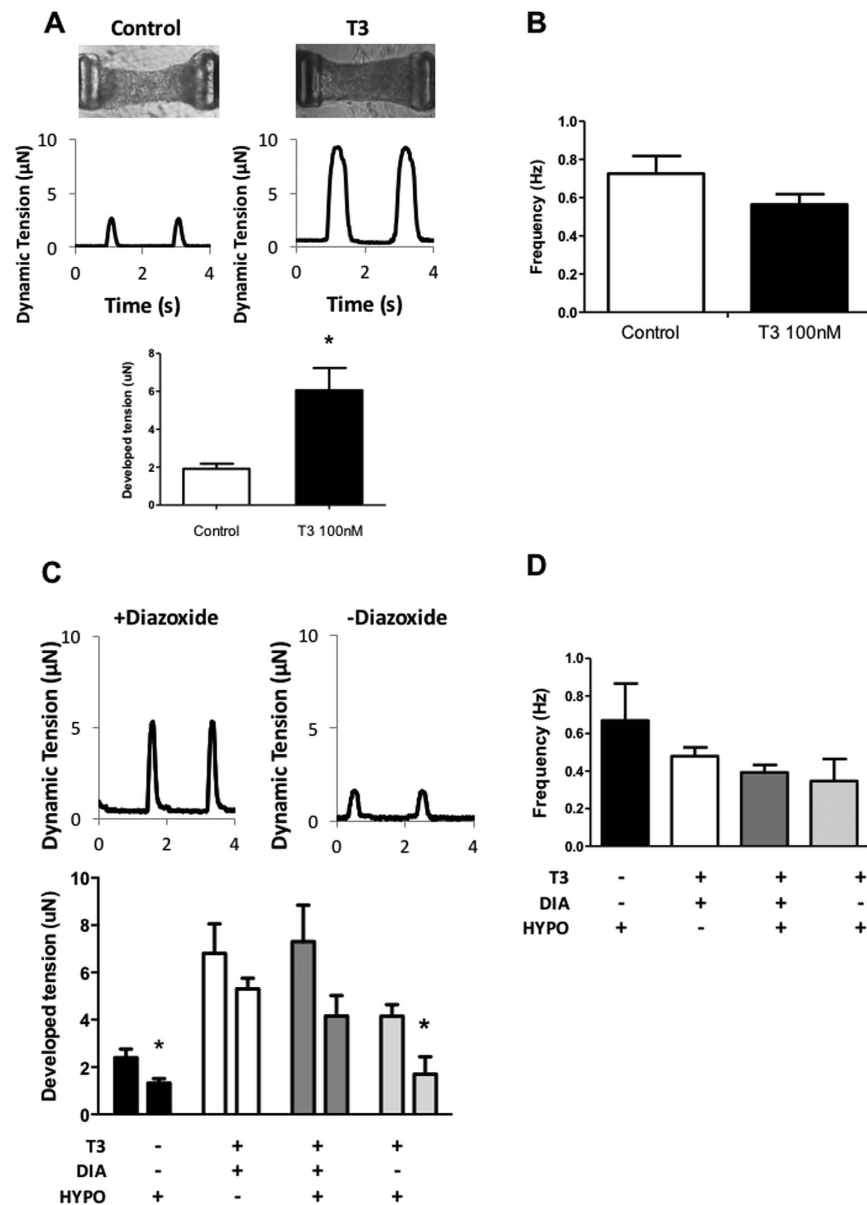 A
Control
T3
Dynamic Tension (µN)
10
5
0
0 2 4
Time (s)
Dynamic Tension (µN)
10
5
0
0 2 4
Time (s)
Developed tension (uN)
8
6
4
2
0
*
Control T3 100nM
B
Frequency (Hz)
1.0
0.8
0.6
0.4
0.2
0.0
Control T3 100nM
C
+Diazoxide
-Diazoxide
Dynamic Tension (µN)
10
5
0
0 2 4
Dynamic Tension (µN)
10
5
0
0 2 4
Developed tension (uN)
10
8
6
4
2
0
* *
T3 - + + +
DIA - + + -
HYPO + - + +
D
Frequency (Hz)
1.0
0.8
0.6
0.4
0.2
0.0
T3 - + + +
DIA - + + -
HYPO + - + +